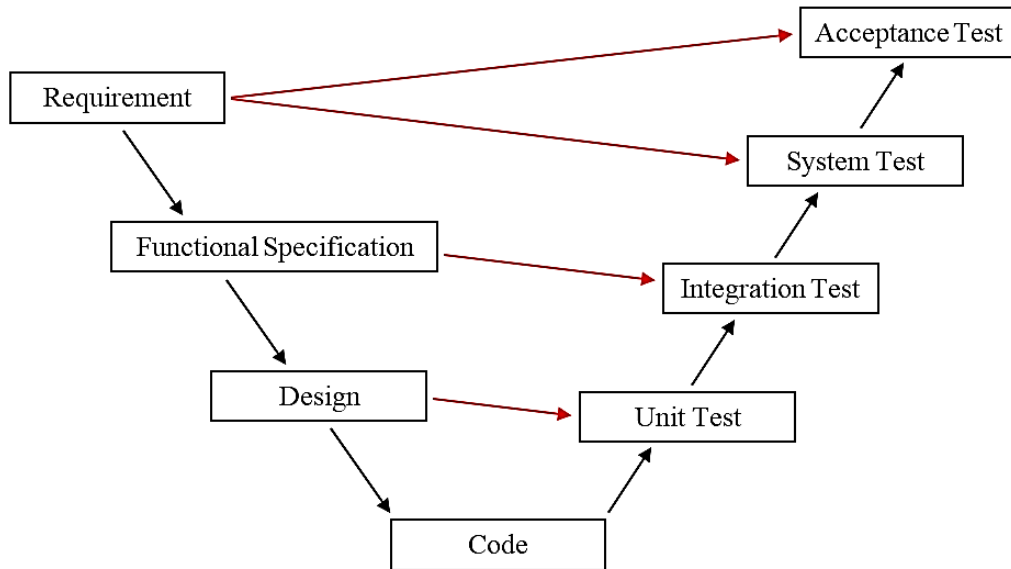 Acceptance Test
Requirement
System Test
Functional Specification
Integration Test
Design
Unit Test
Code